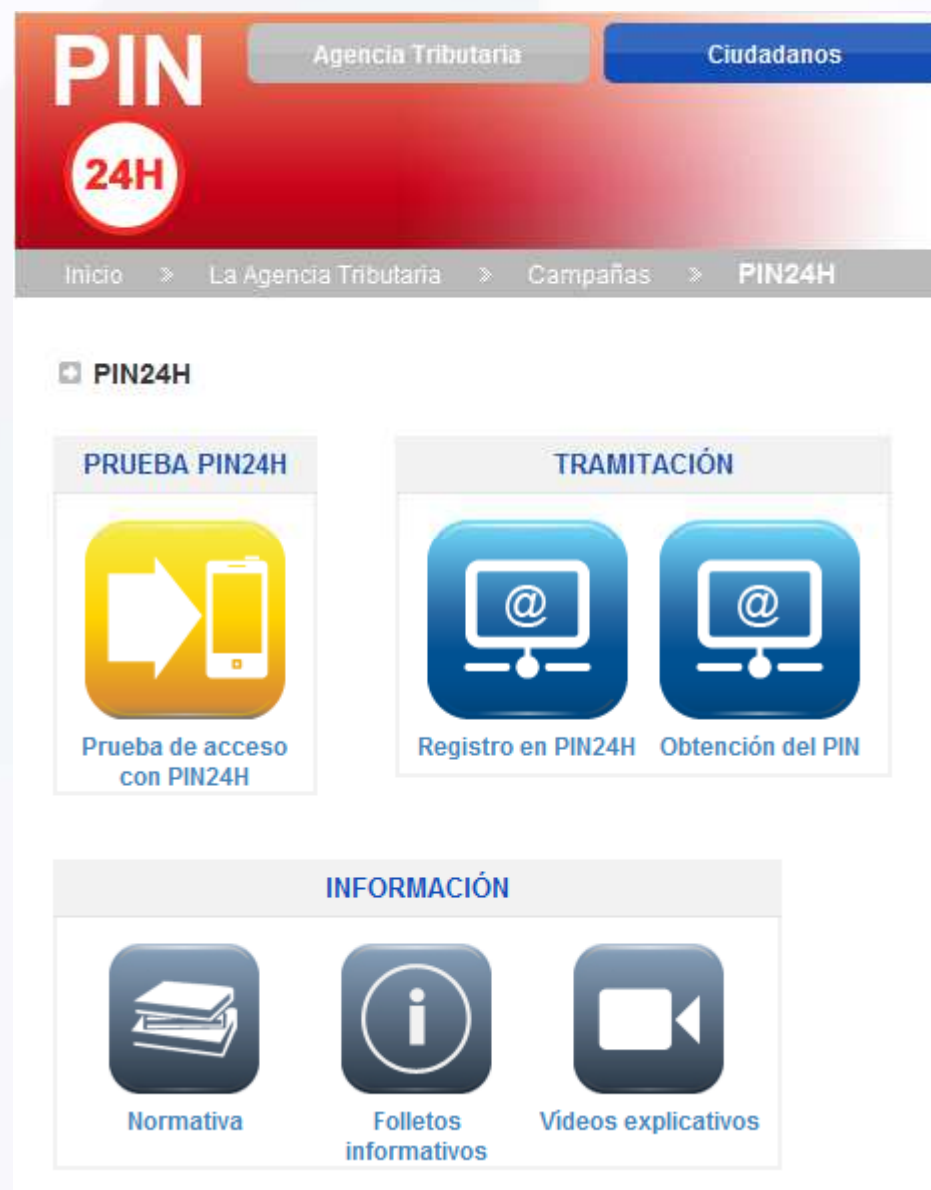 PIN
24H
Agencia Tributaria
Ciudadanos
Inicio » La Agencia Tributaria » Campañas » PIN24H
PIN24H
PRUEBA PIN24H
Prueba de acceso
con PIN24H
TRAMITACIÓN
@
@
Registro en PIN24H
Obtención del PIN
INFORMACIÓN
Normativa
i
Folletos
informativos
Vídeos explicativos